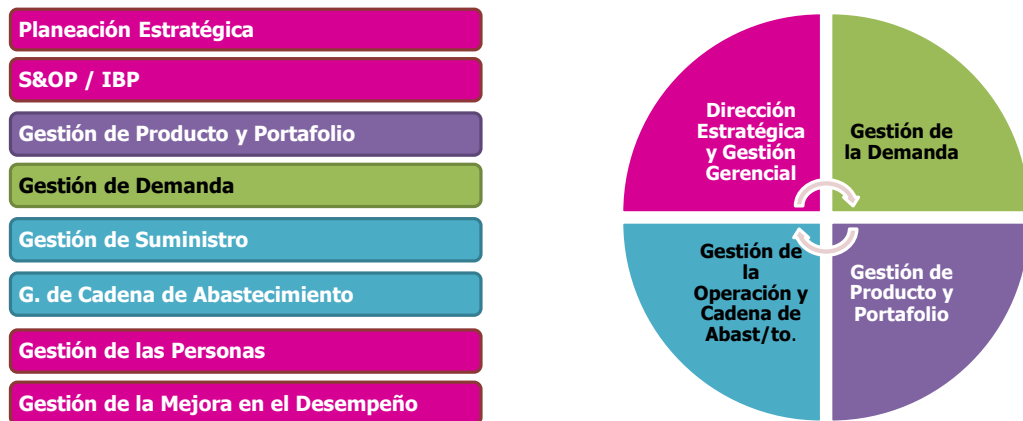 Planeación Estratégica
S&OP / IBP
Gestión de Producto y Portafolio
Gestión de Demanda
Gestión de Suministro
G. de Cadena de Abastecimiento
Gestión de las Personas
Gestión de la Mejora en el Desempeño
Dirección
Estratégica
y Gestión
Gerencial
Gestión de
la Demanda
Gestión de
la
Operación y
Cadena de
Abast/to.
Gestión de
Producto y
Portafolio